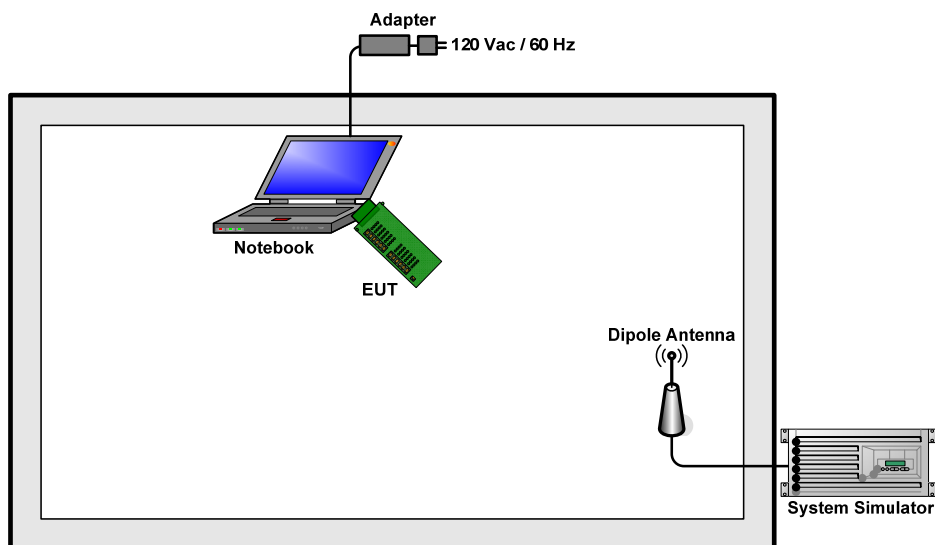 Adapter
120 Vac / 60 Hz
Notebook
EUT
Dipole Antenna
System Simulator